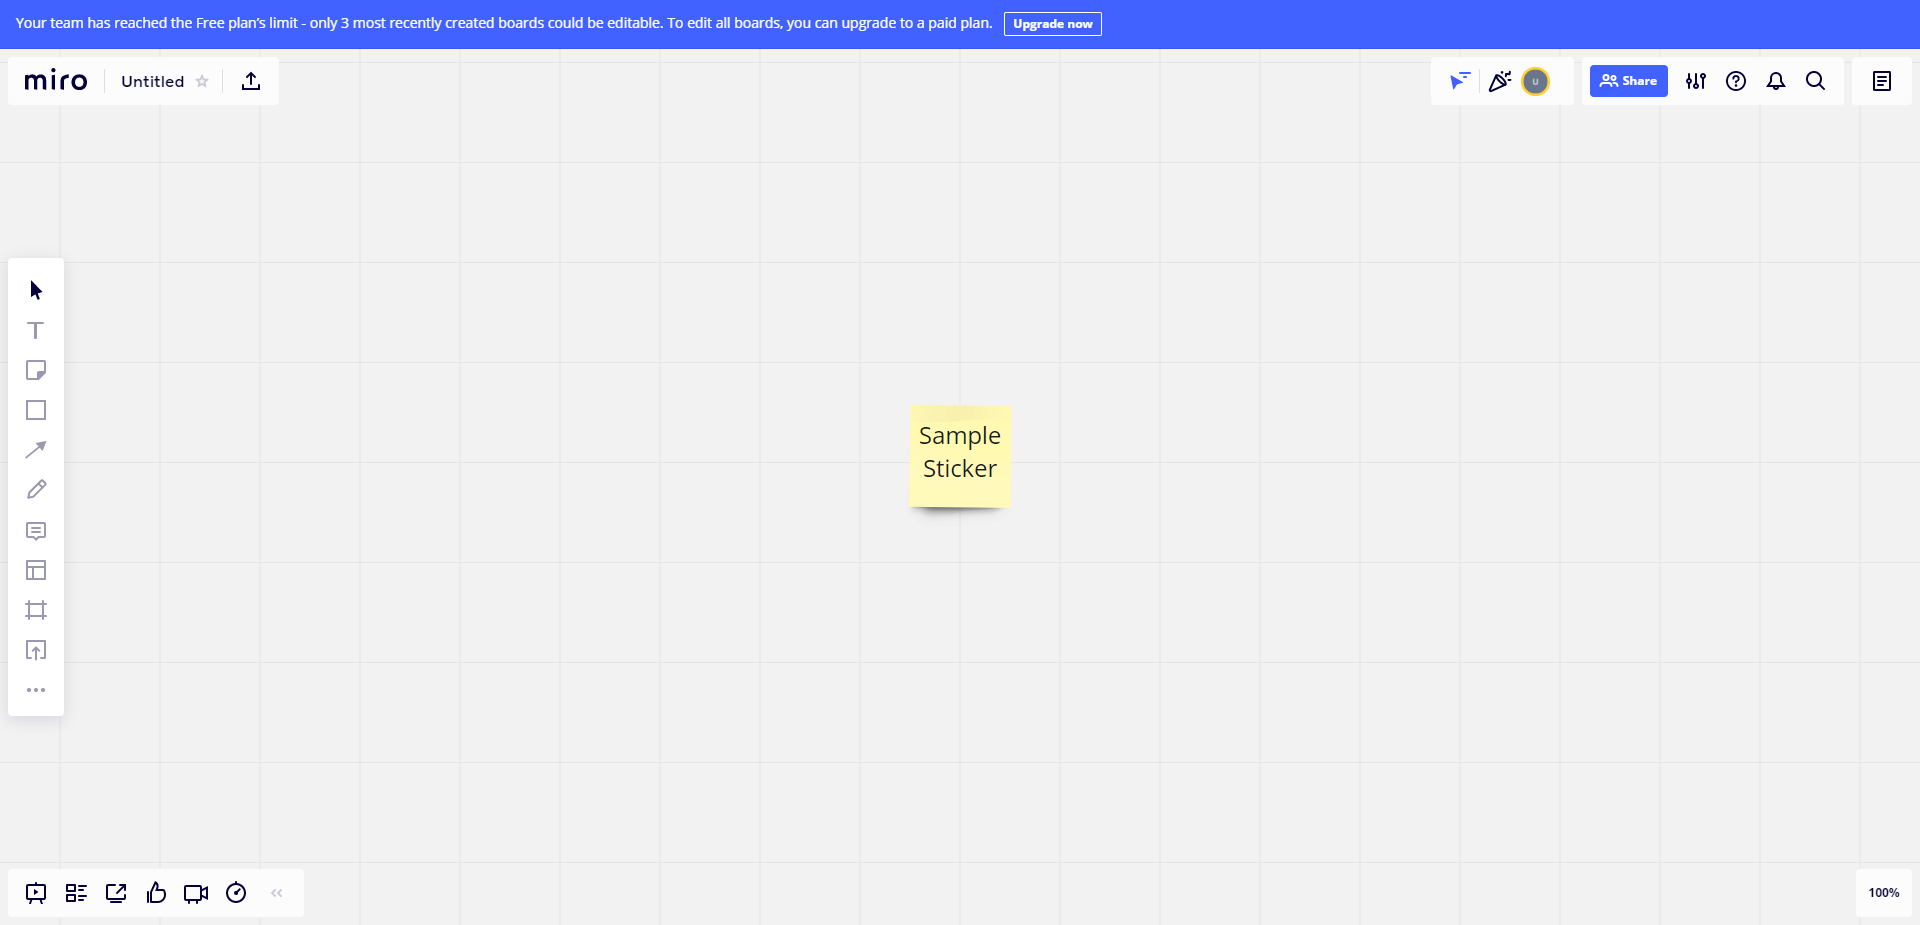 Your team has reached the Free plan’s limit - only 3 most recently created boards could be editable. To edit all boards, you can upgrade to a paid plan. Upgrade now
miro Untitled
U
Share
Sample
Sticker
100%